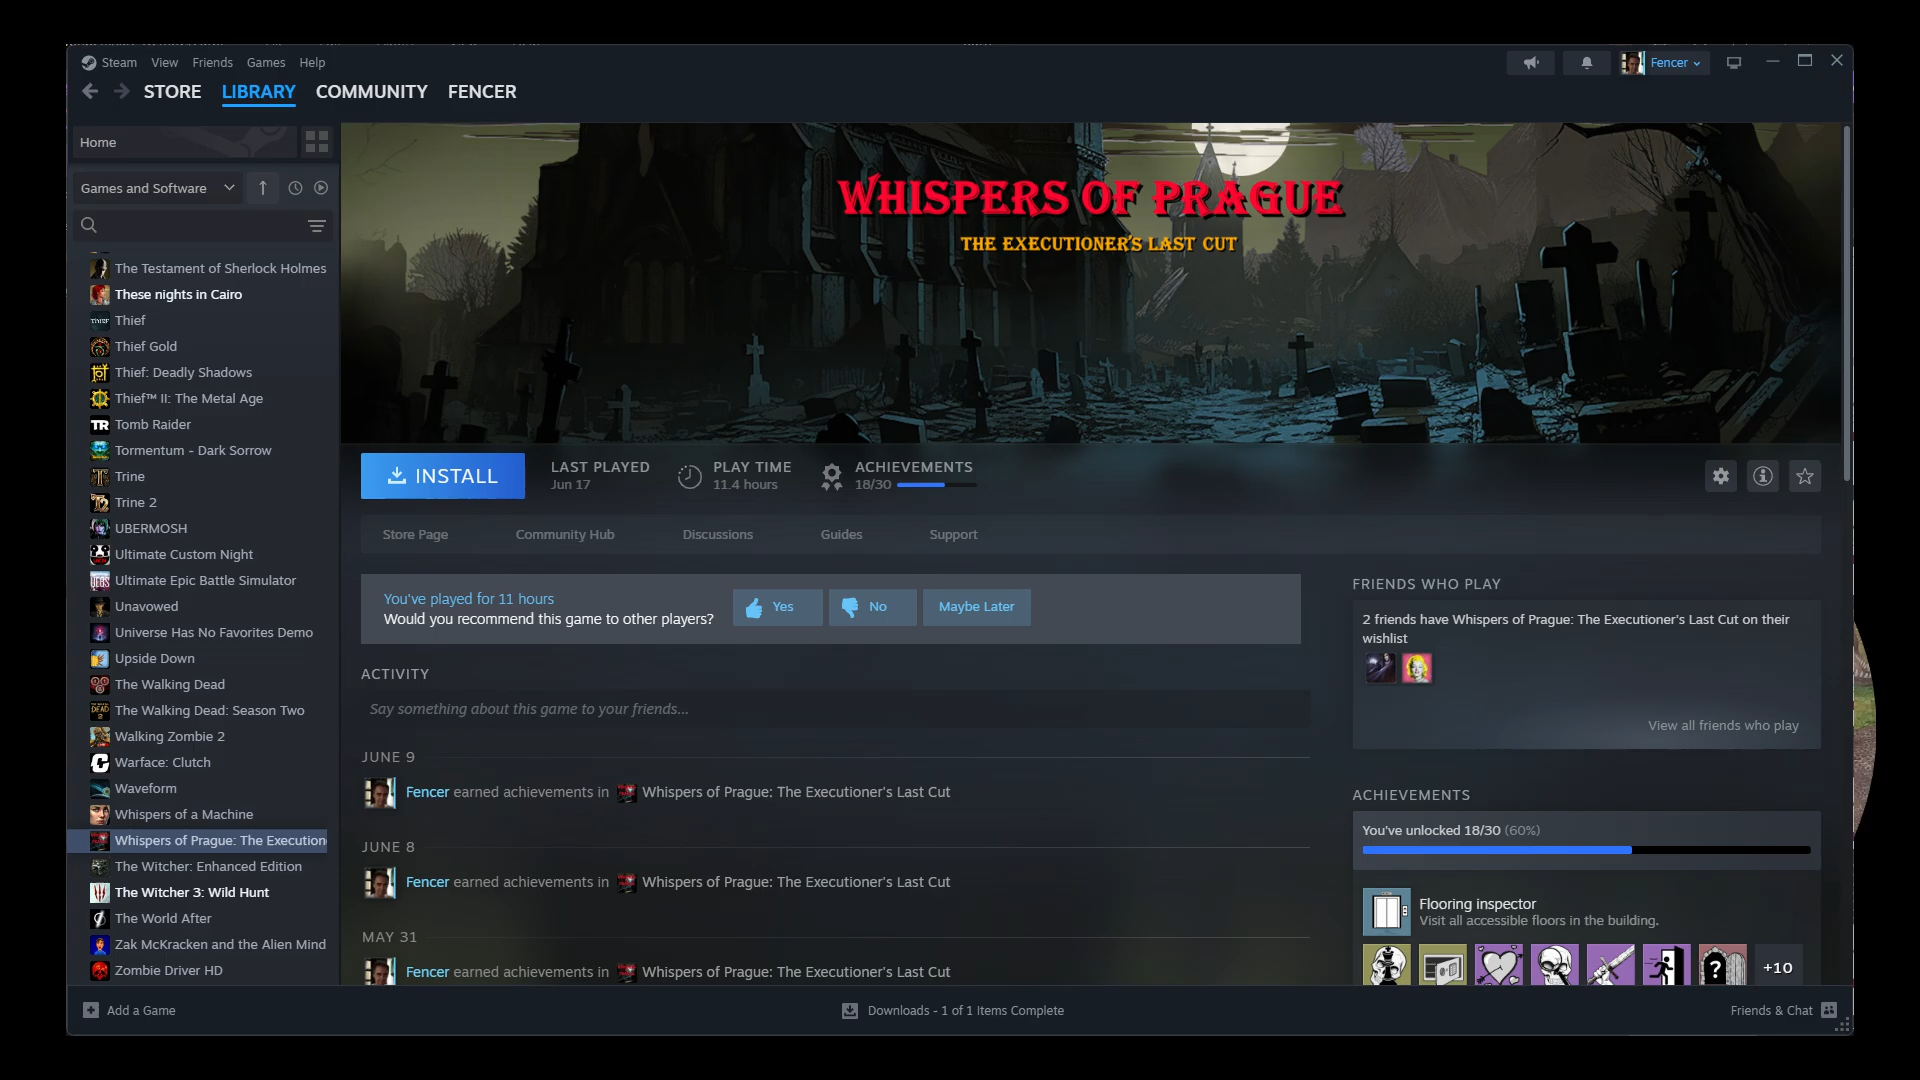 Steam View Friends Games Help
Fencer
STORE LIBRARY COMMUNITY FENCER
Home
Games and Software
The Testament of Sherlock Holmes
These nights in Cairo
Thief
Thief Gold
Thief: Deadly Shadows
Thief™ II: The Metal Age
Tomb Raider
Tormentum - Dark Sorrow
Trine
Trine 2
UBERMOSH
Ultimate Custom Night
Ultimate Epic Battle Simulator
Unavowed
Universe Has No Favorites Demo
Upside Down
The Walking Dead
The Walking Dead: Season Two
Walking Zombie 2
Warface: Clutch
Waveform
Whispers of a Machine
Whispers of Prague: The Execution
The Witcher: Enhanced Edition
The Witcher 3: Wild Hunt
The World After
Zak McKracken and the Alien Mind
Zombie Driver HD
WHISPERS OF PRAGUE
THE EXECUTIONER'S LAST CUT
INSTALL
LAST PLAYED
Jun 17
PLAY TIME
11.4 hours
ACHIEVEMENTS
18/30
Store Page Community Hub Discussions Guides Support
You've played for 11 hours
Would you recommend this game to other players?
Yes No Maybe Later
ACTIVITY
Say something about this game to your friends...
JUNE 9
Fencer earned achievements in Whispers of Prague: The Executioner's Last Cut
JUNE 8
Fencer earned achievements in Whispers of Prague: The Executioner's Last Cut
MAY 31
Fencer earned achievements in Whispers of Prague: The Executioner's Last Cut
FRIENDS WHO PLAY
2 friends have Whispers of Prague: The Executioner's Last Cut on their
wishlist
View all friends who play
ACHIEVEMENTS
You've unlocked 18/30 (60%)
Flooring inspector
Visit all accessible floors in the building.
+10
Add a Game
Downloads - 1 of 1 Items Complete
Friends & Chat